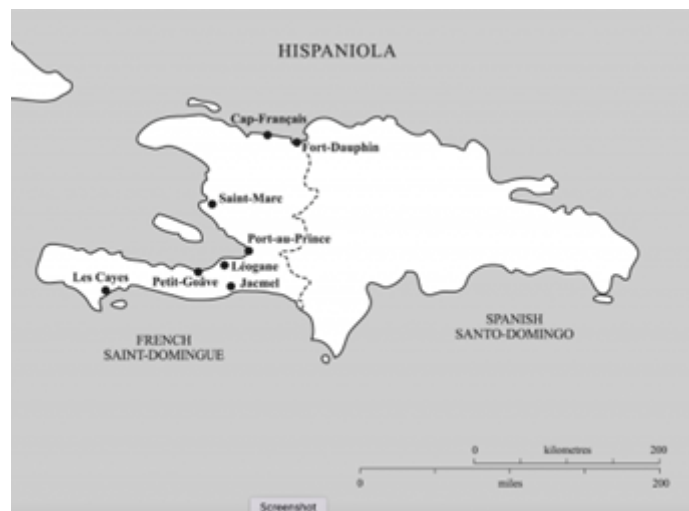 HISPANIOLA
Cap-Français
Fort-Dauphin
Saint-Marc
Port-au-Prince
Léogane
Les Cayes
Petit-Goâve
Jacmel
FRENCH
SAINT-DOMINGUE
SPANISH
SANTO-DOMINGO
0 kilometres 200
0 miles 200
Screenshot